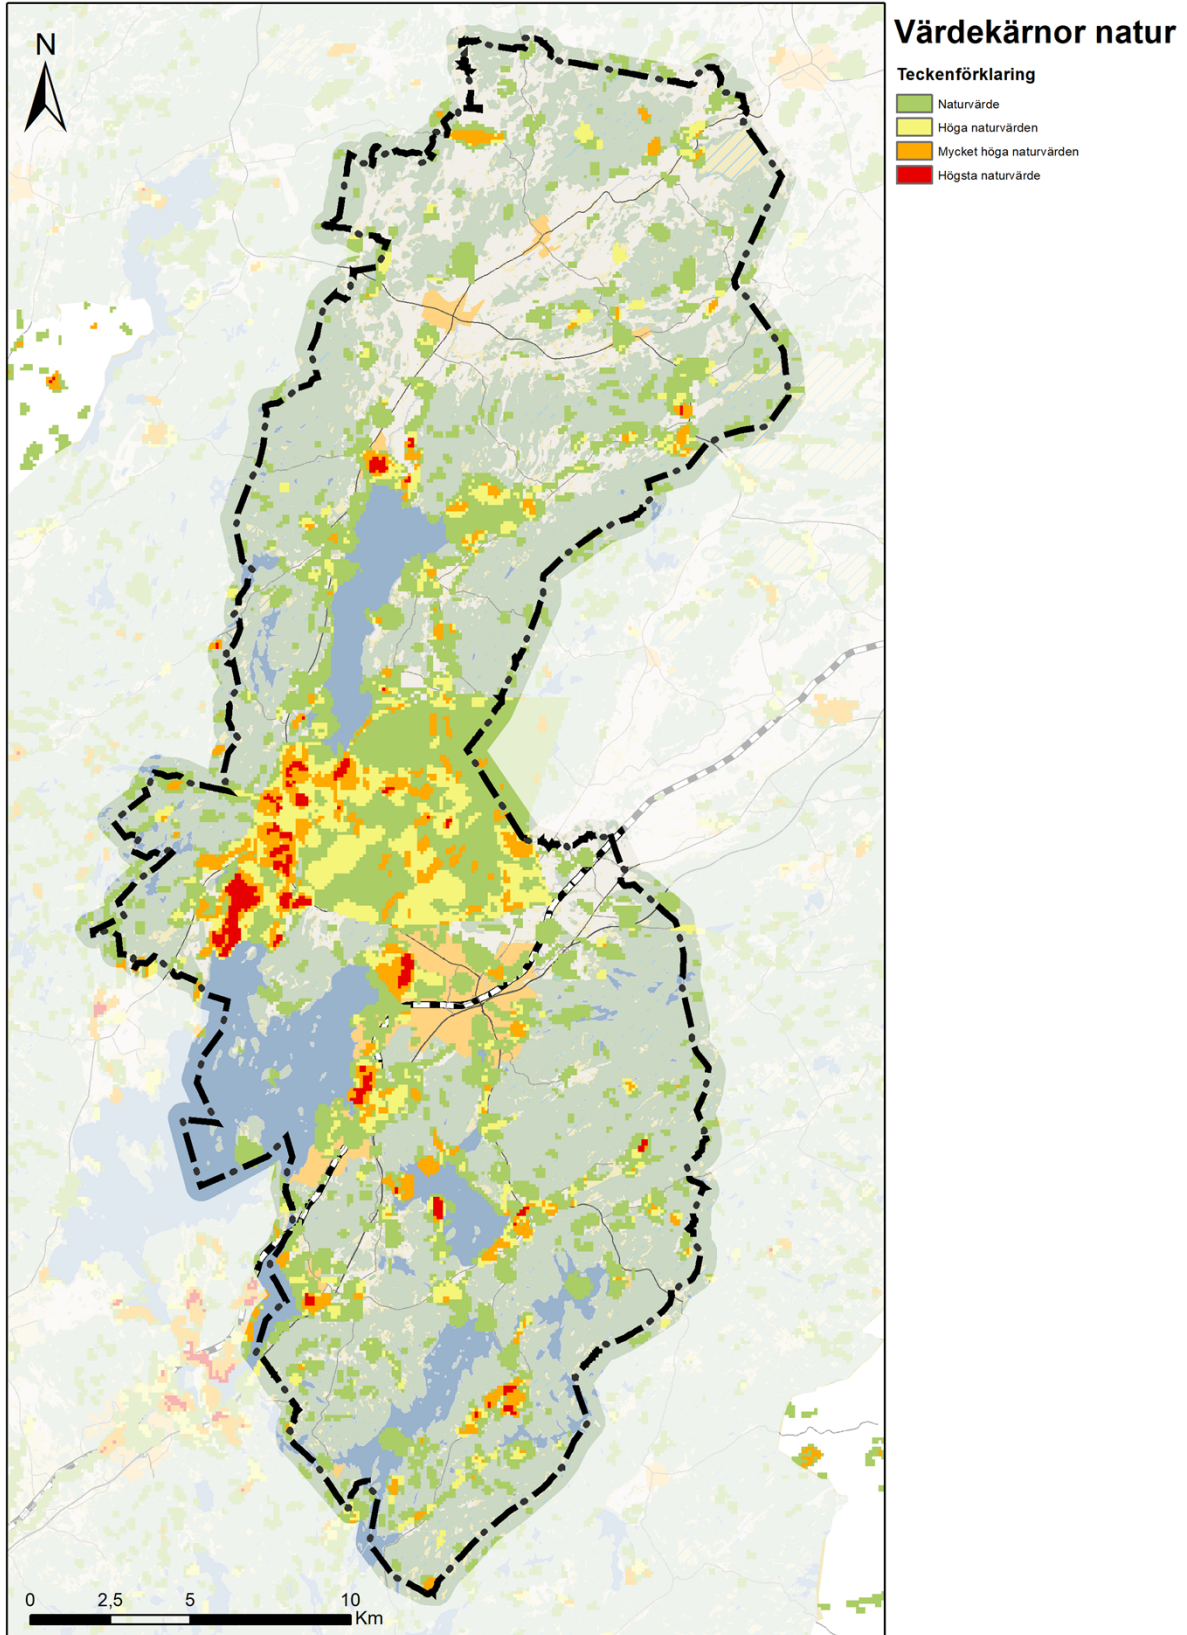 Värdekärnor natur
Teckenförklaring
Naturvärde
Höga naturvärden
Mycket höga naturvärden
Högsta naturvärde
N
0 2,5 5 10
Km